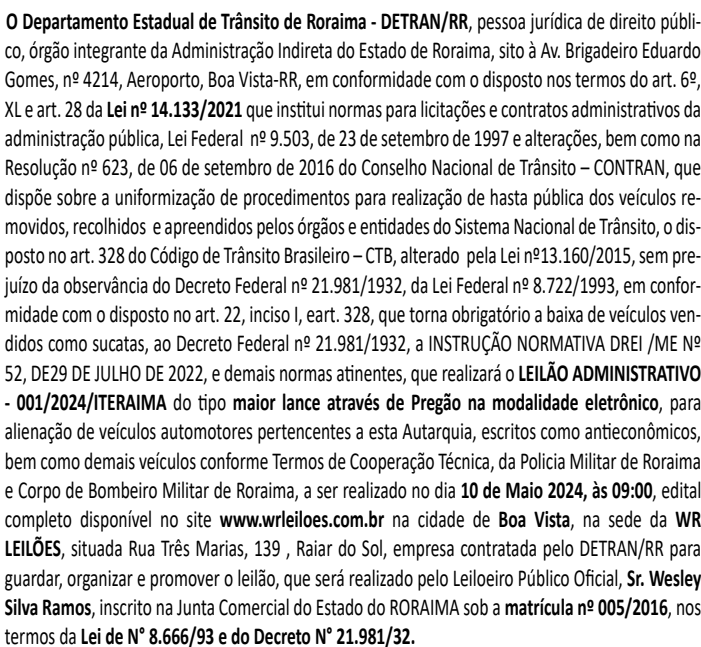 O Departamento Estadual de Trânsito de Roraima - DETRAN/RR, pessoa jurídica de direito públi-
co, órgão integrante da Administração Indireta do Estado de Roraima, sito à Av. Brigadeiro Eduardo
Gomes, nº 4214, Aeroporto, Boa Vista-RR, em conformidade com o disposto nos termos do art. 6º,
XL e art. 28 da Lei nº 14.133/2021 que institui normas para licitações e contratos administrativos da
administração pública, Lei Federal nº 9.503, de 23 de setembro de 1997 e alterações, bem como na
Resolução nº 623, de 06 de setembro de 2016 do Conselho Nacional de Trânsito – CONTRAN, que
dispõe sobre a uniformização de procedimentos para realização de hasta pública dos veículos re-
movidos, recolhidos e apreendidos pelos órgãos e entidades do Sistema Nacional de Trânsito, o dis-
posto no art. 328 do Código de Trânsito Brasileiro – CTB, alterado pela Lei nº13.160/2015, sem pre-
juízo da observância do Decreto Federal nº 21.981/1932, da Lei Federal nº 8.722/1993, em confor-
midade com o disposto no art. 22, inciso I, eart. 328, que torna obrigatório a baixa de veículos ven-
didos como sucatas, ao Decreto Federal nº 21.981/1932, a INSTRUÇÃO NORMATIVA DREI /ME Nº
52, DE29 DE JULHO DE 2022, e demais normas atinentes, que realizará o LEILÃO ADMINISTRATIVO
- 001/2024/ITERAIMA do tipo maior lance através de Pregão na modalidade eletrônico, para
alienação de veículos automotores pertencentes a esta Autarquia, escritos como antieconômicos,
bem como demais veículos conforme Termos de Cooperação Técnica, da Policia Militar de Roraima
e Corpo de Bombeiro Militar de Roraima, a ser realizado no dia 10 de Maio 2024, às 09:00, edital
completo disponível no site www.wrleiloes.com.br na cidade de Boa Vista, na sede da WR
LEILÕES, situada Rua Três Marias, 139 , Raiar do Sol, empresa contratada pelo DETRAN/RR para
guardar, organizar e promover o leilão, que será realizado pelo Leiloeiro Público Oficial, Sr. Wesley
Silva Ramos, inscrito na Junta Comercial do Estado do RORAIMA sob a matrícula nº 005/2016, nos
termos da Lei de N° 8.666/93 e do Decreto N° 21.981/32.